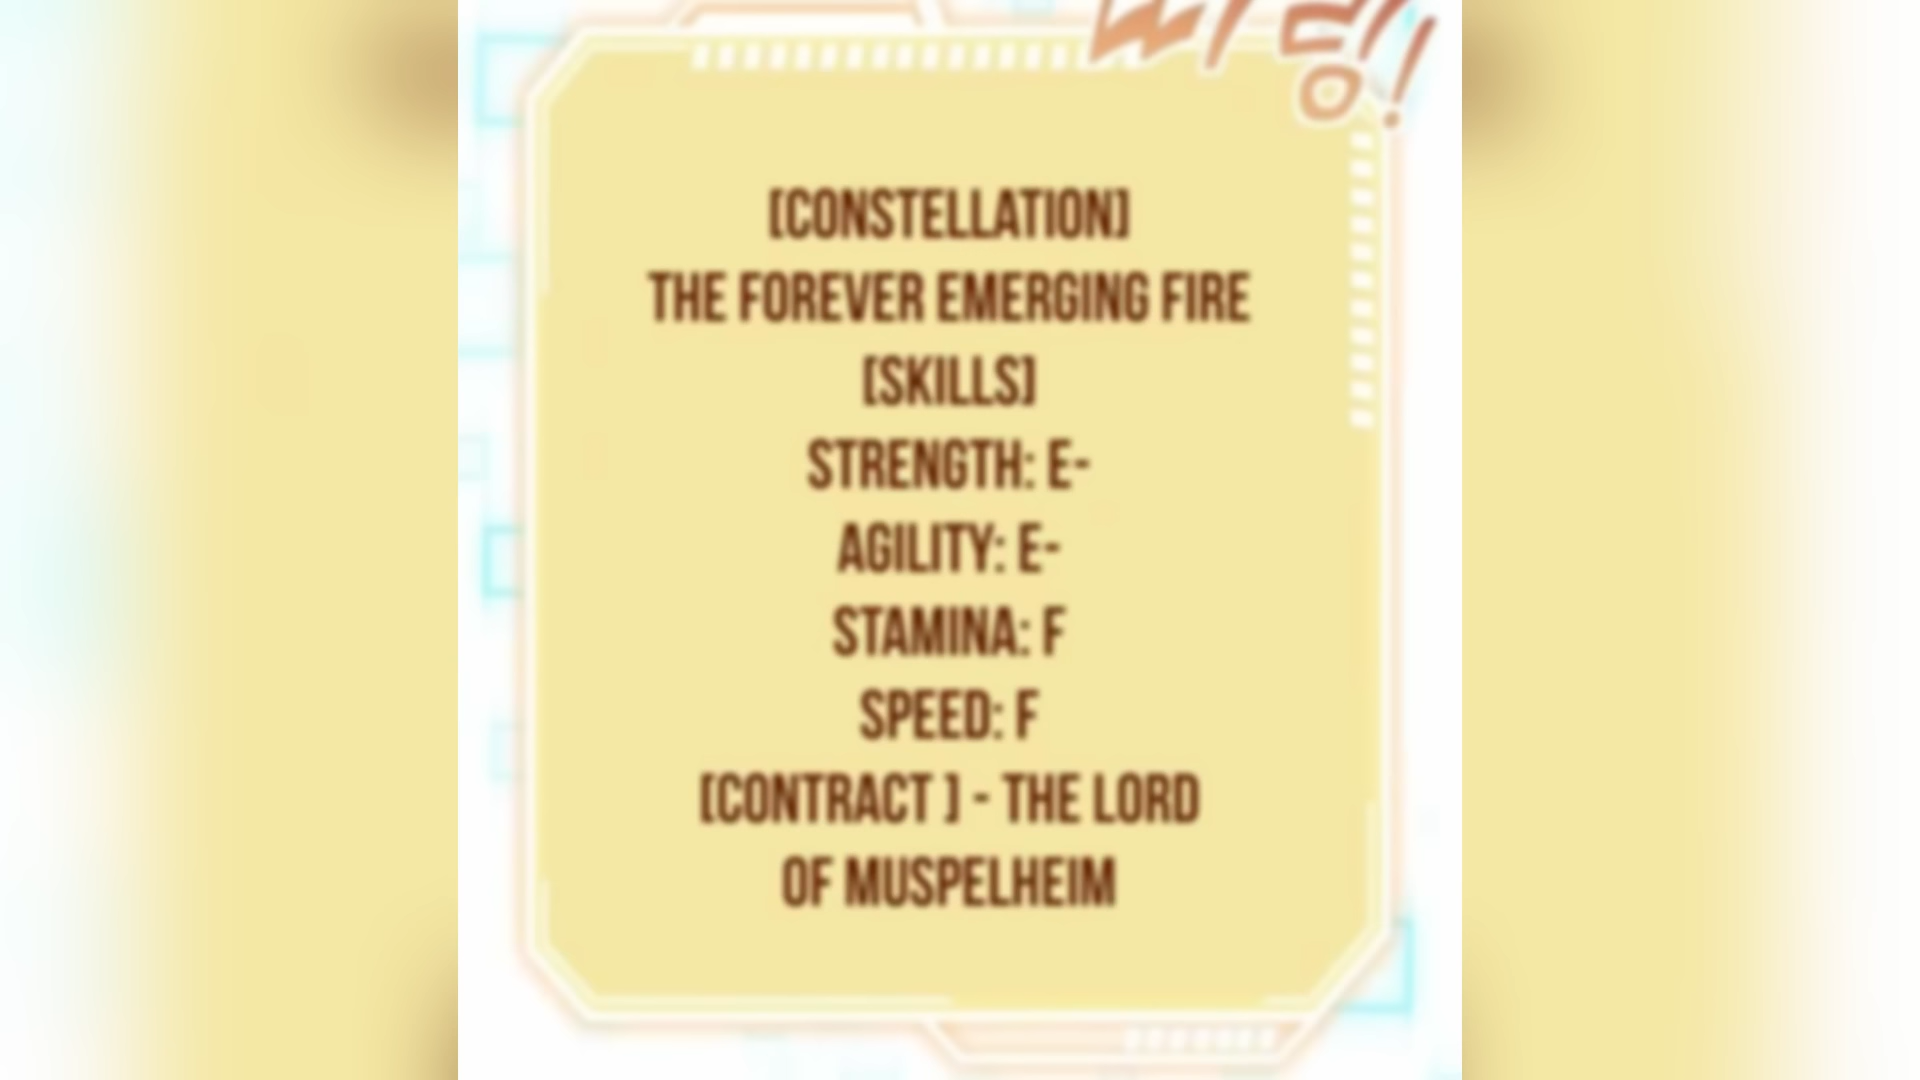 [CONSTELLATION]
THE FOREVER EMERGING FIRE
[SKILLS]
STRENGTH: E-
AGILITY: E-
STAMINA: F
SPEED: F
[CONTRACT ] - THE LORD
OF MUSPELHEIM